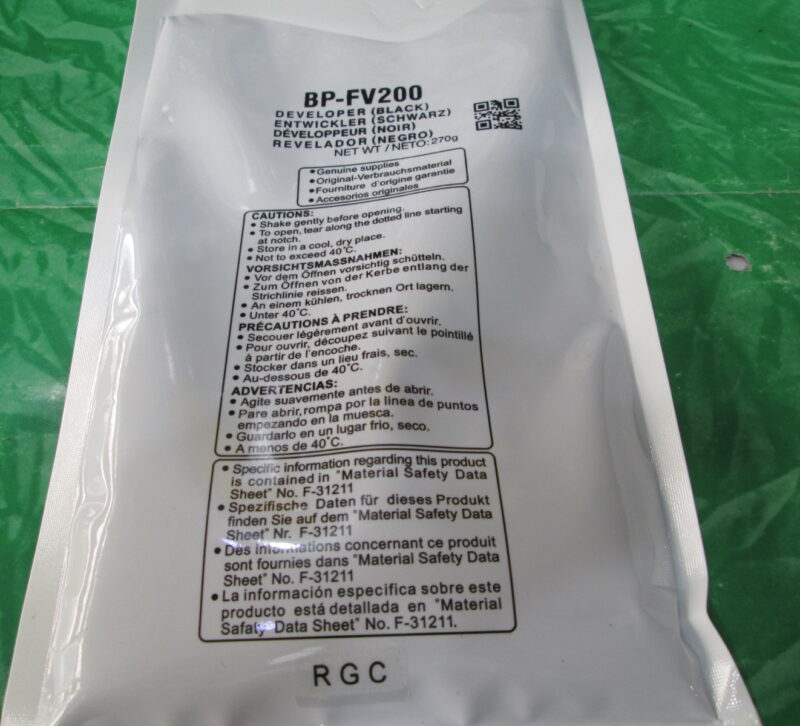 BP-FV200
DEVELOPER (BLACK)
ENTWICKLER (SCHWARZ)
DÉVELOPPEUR (NOIR)
REVELADOR (NEGRO)
NET WT / NETO: 270g
• Genuine supplies
• Original-Verbrauchsmaterial
• Fourniture d'origine garantie
• Accesorios originales
CAUTIONS:
• Shake gently before opening.
• To open, tear along the dotted line starting
at notch.
• Store in a cool, dry place.
• Not to exceed 40°C.
VORSICHTSMASSNAHMEN:
• Vor dem Öffnen vorsichtig schütteln.
• Zum Öffnen von der Kerbe entlang der
Strichlinie reissen.
• An einem kühlen, trocknen Ort lagern.
• Unter 40°C.
PRÉCAUTIONS À PRENDRE:
• Secouer légérement avant d'ouvrir.
• Pour ouvrir, découpez suivant le pointillé
à partir de l'encoche.
• Stocker dans un lieu frais, sec.
• Au-dessous de 40°C.
ADVERTENCIAS:
• Agite suavemente antes de abrir.
• Pare abrir, rompa por la linea de puntos
empezando en la muesca.
• Guardarlo en un lugar frio, seco.
• A menos de 40°C.
• Specific information regarding this product
is contained in "Material Safety Data
Sheet" No. F-31211
• Spezifische Daten für dieses Produkt
finden Sie auf dem "Material Safety Data
Sheet" Nr. F-31211
• Des informations concernant ce produit
sont fournies dans "Material Safety Data
Sheet" No. F-31211
• La información especifica sobre este
producto está detallada en "Material
Safaty Data Sheet" No. F-31211.
RGC